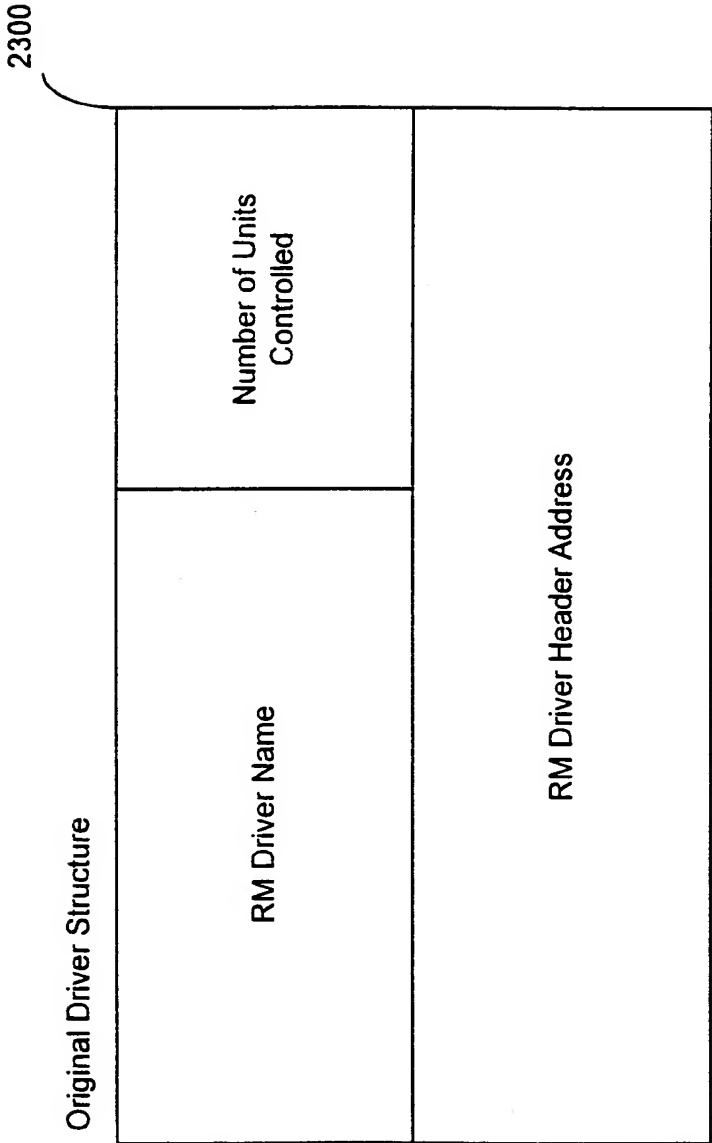 2300
Original Driver Structure
RM Driver Name
Number of Units
Controlled
RM Driver Header Address